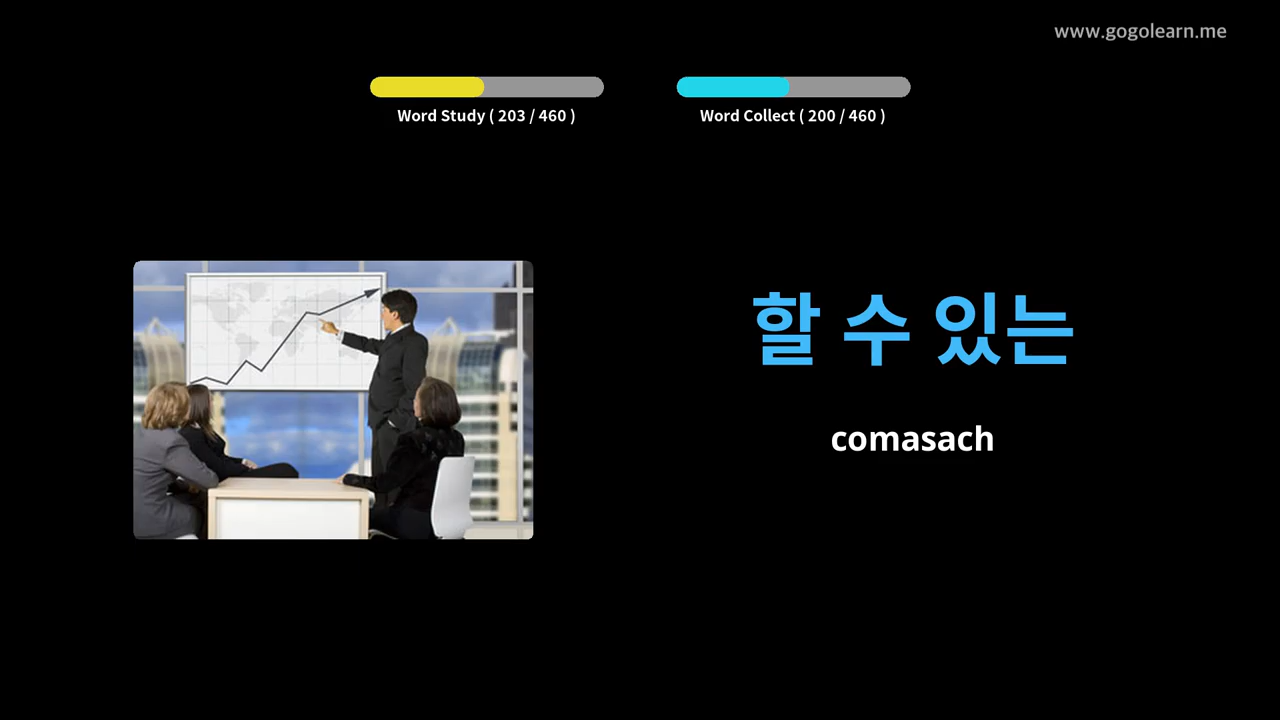 www.gogolearn.me
Word Study ( 203 / 460 )
Word Collect ( 200 / 460 )
할 수 있는
comasach